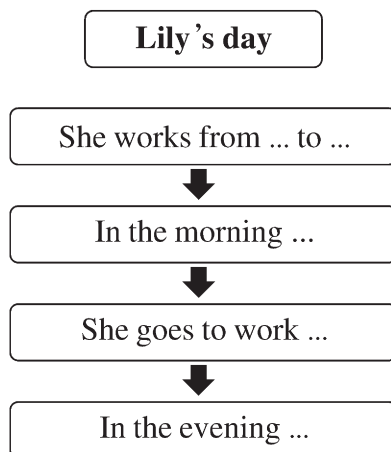 Lily's day
She works from ... to ...
In the morning ...
She goes to work ...
In the evening ...